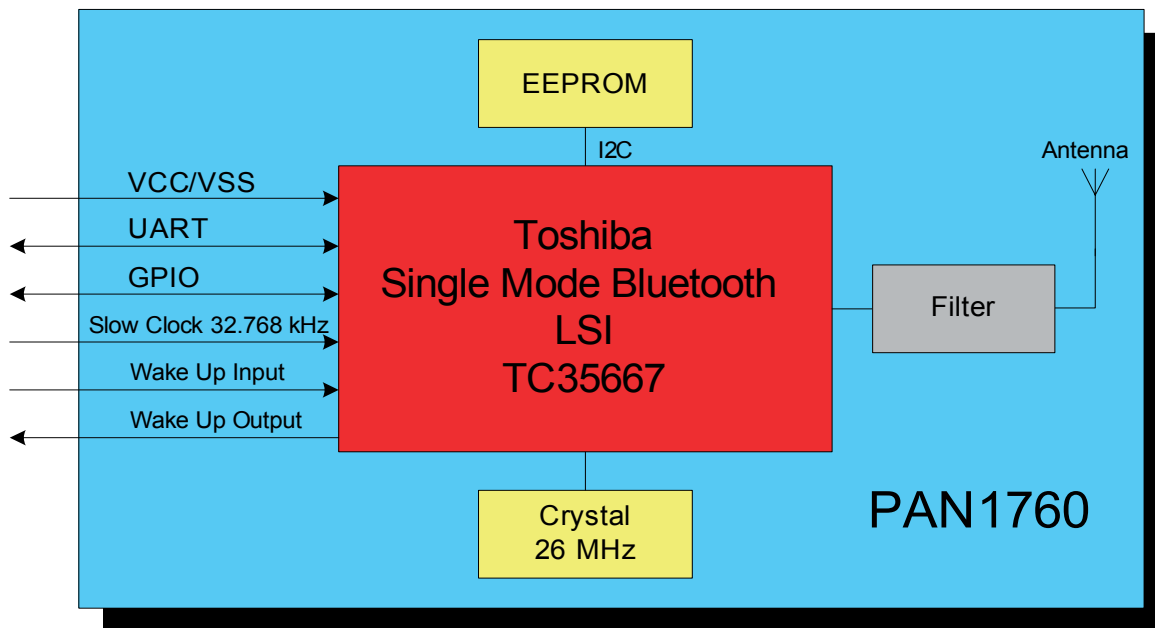 EEPROM
I2C
Antenna
VCC/VSS
UART
GPIO
Slow Clock 32.768 kHz
Wake Up Input
Wake Up Output
Toshiba
Single Mode Bluetooth
LSI
TC35667
Filter
Crystal
26 MHz
PAN1760